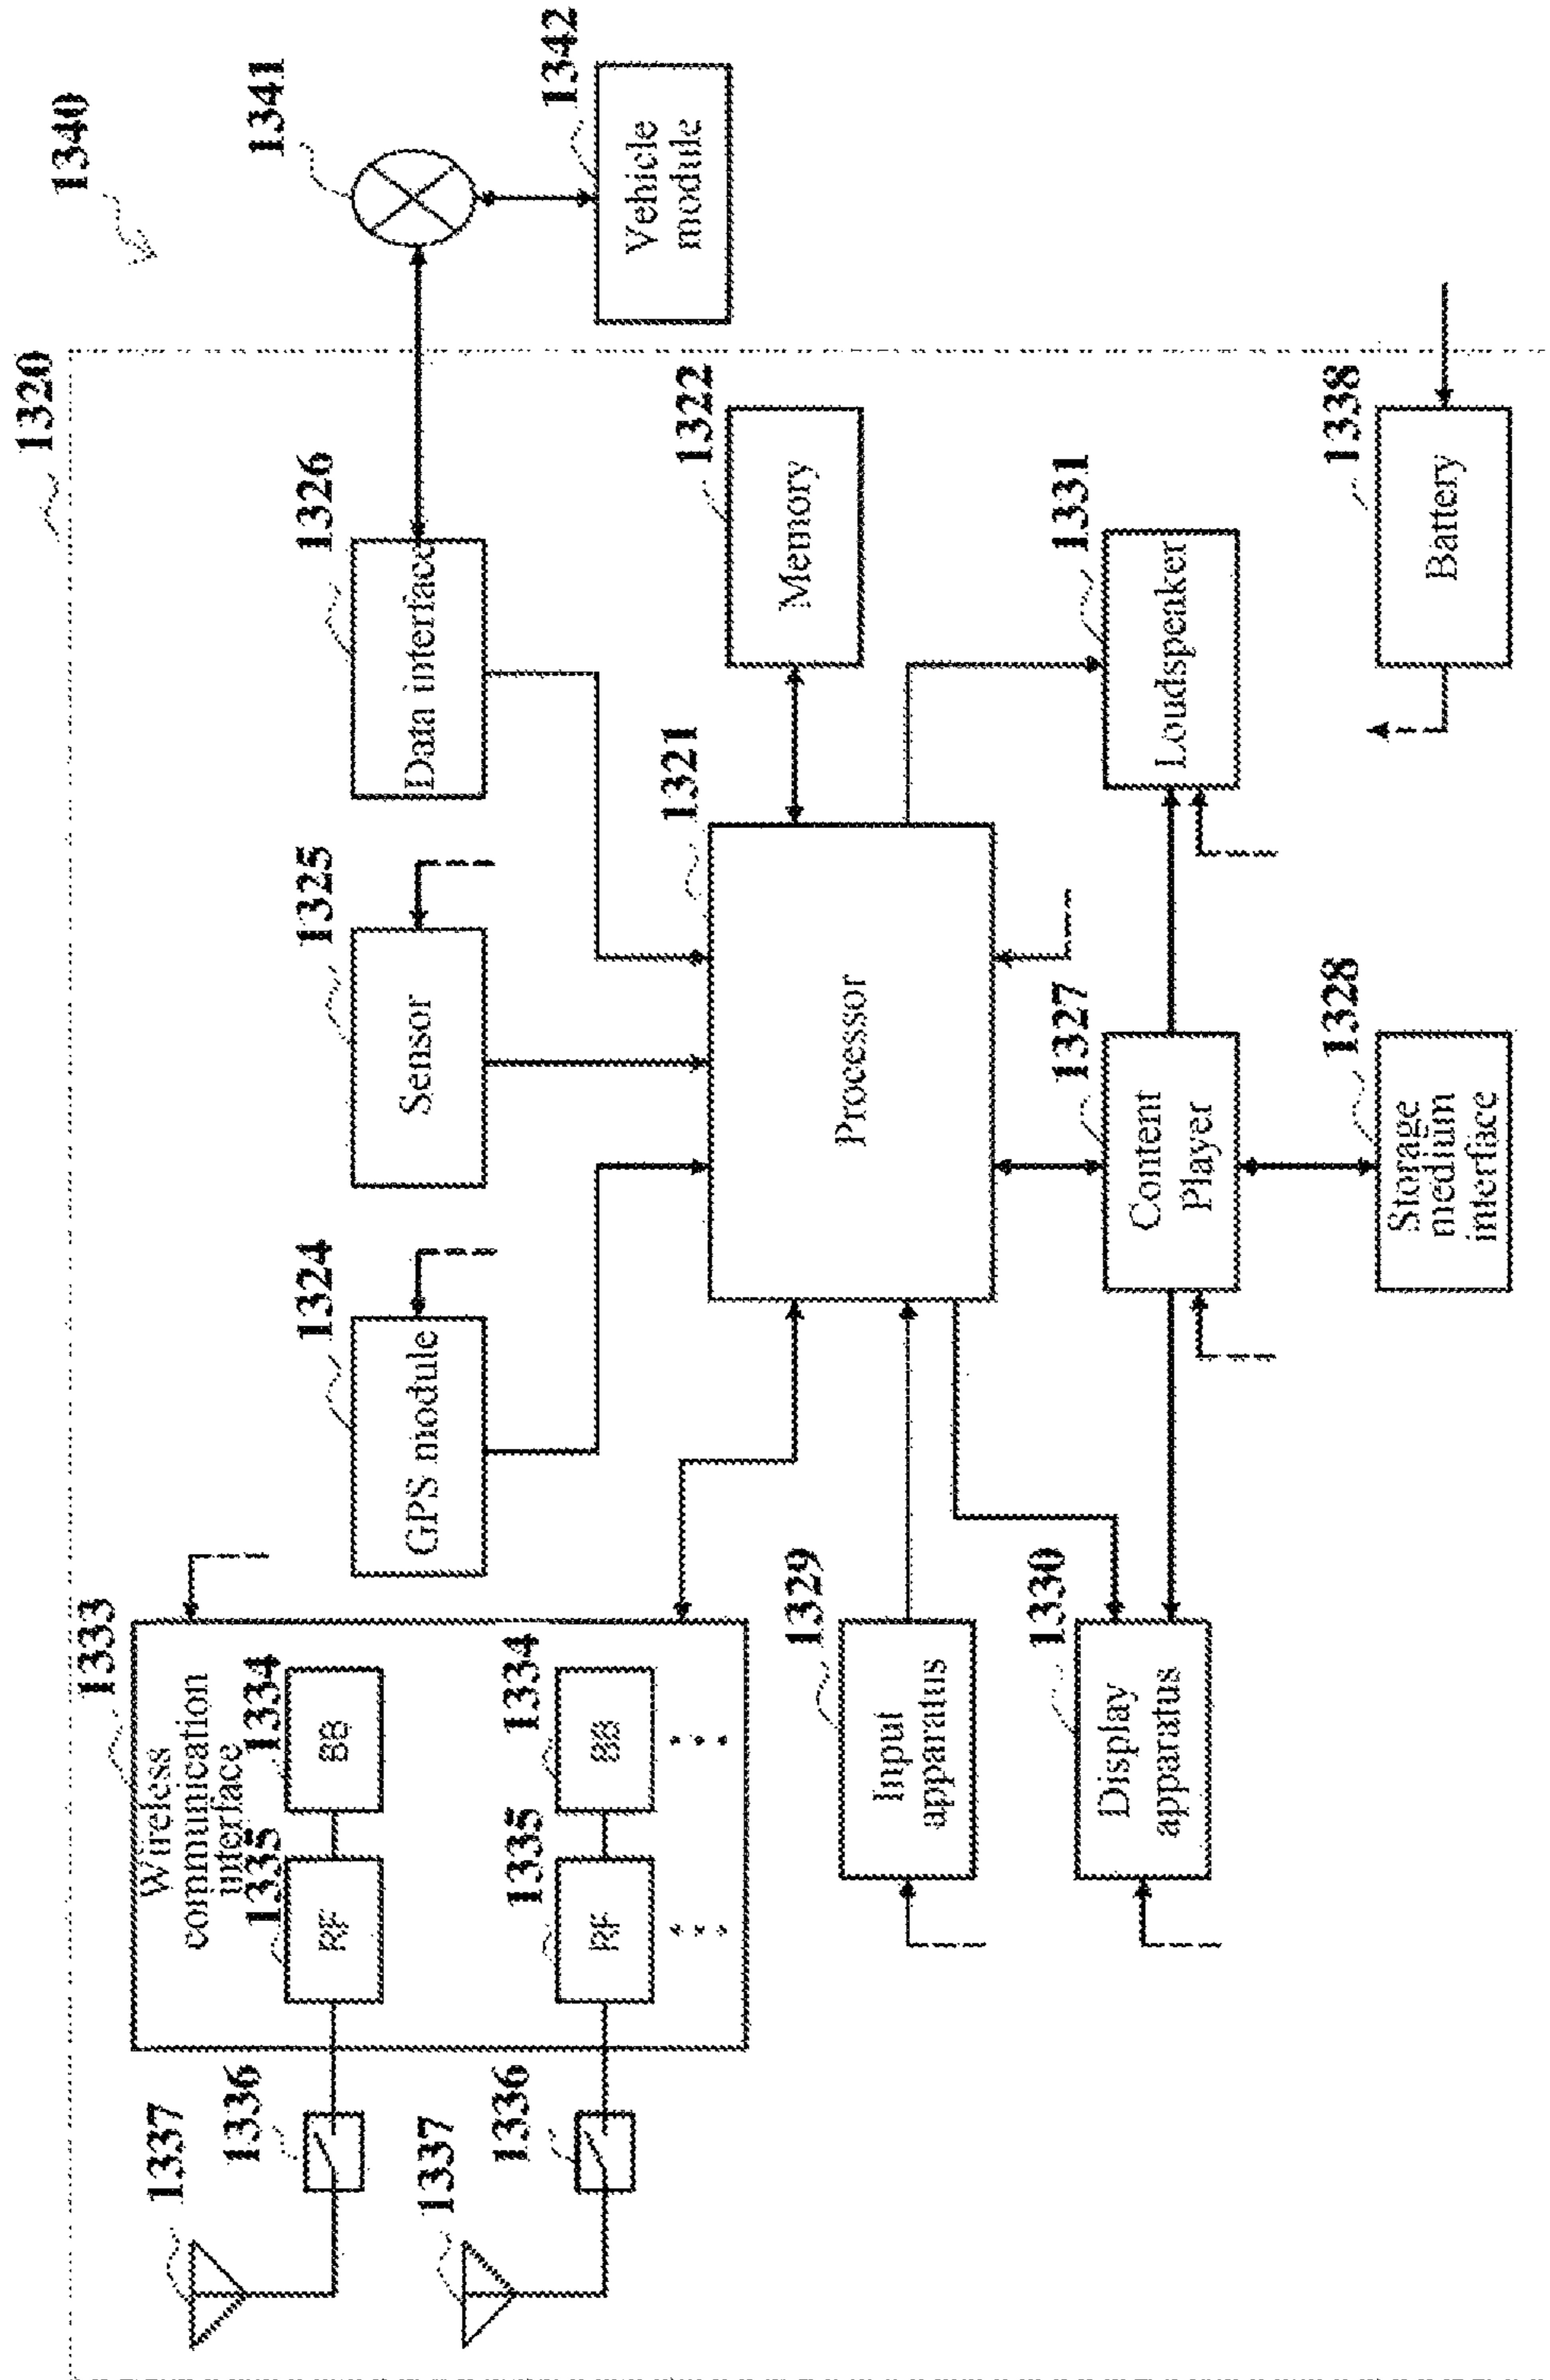 1340
1320
1341
1342
Vehicle
module
1326
Data interface
1325
Sensor
1324
GPS module
1333
Wireless
communication
interface
1334
BB
1335
RF
1334
BB
1335
RF
1337
1336
1337
1336
1322
Memory
1321
Processor
1329
Input
apparatus
1330
Display
apparatus
1327
Content
Player
1331
Loudspeaker
1328
Storage
medium
interface
1338
Battery